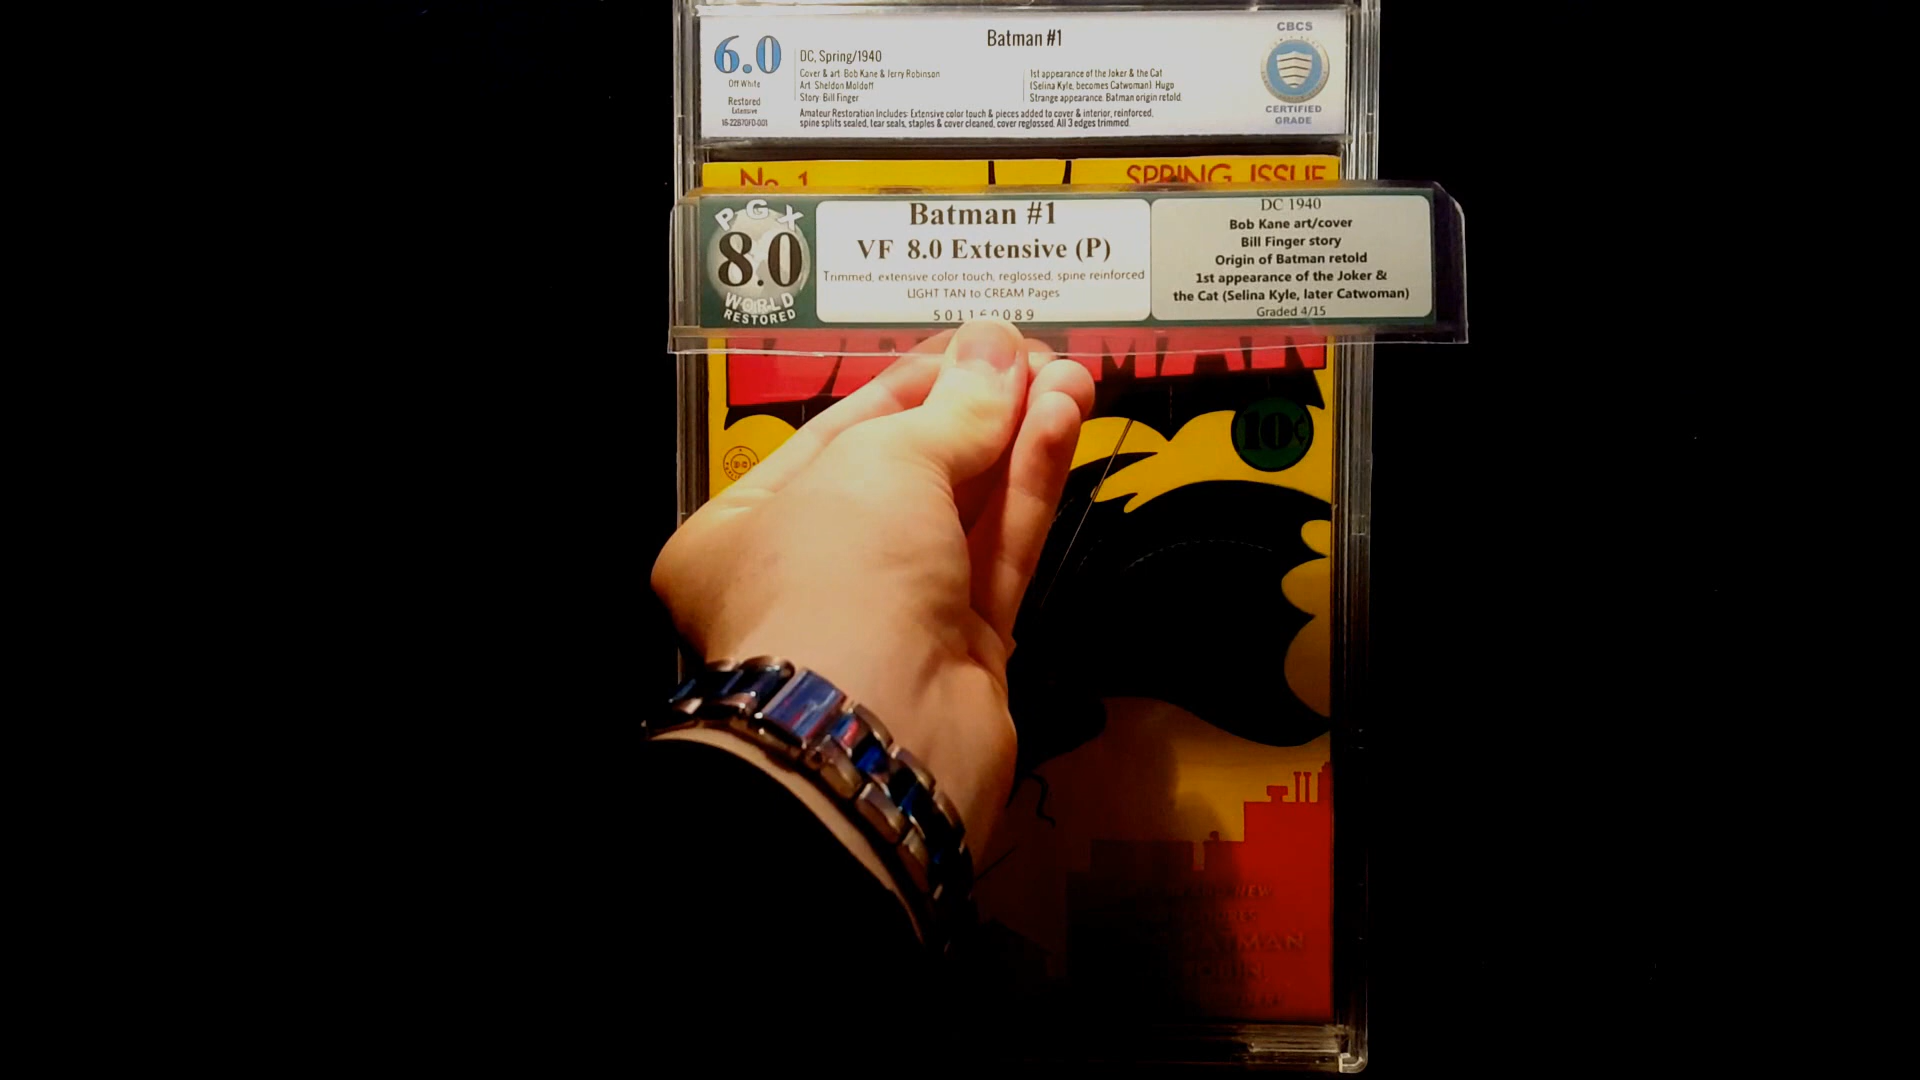 Batman #1
6.0
Off White
Restored
Extensive
DC, Spring/1940
Cover & art: Bob Kane & Jerry Robinson
Art: Sheldon Moldoff
Story: Bill Finger
1st appearance of the Joker & the Cat
(Selina Kyle, becomes Catwoman). Hugo
Strange appearance. Batman origin retold.
Amateur Restoration Includes: Extensive color touch & pieces added to cover & interior, reinforced,
spine splits sealed, tear seals, staples & cover cleaned, cover reglossed. All 3 edges trimmed.
CBCS
CERTIFIED
GRADE
No. 1
SPRING ISSUE
PGX
8.0
WORLD
RESTORED
Batman #1
VF 8.0 Extensive (P)
Trimmed, extensive color touch, reglossed, spine reinforced
LIGHT TAN to CREAM Pages
DC 1940
Bob Kane art/cover
Bill Finger story
Origin of Batman retold
1st appearance of the Joker &
the Cat (Selina Kyle, later Catwoman)
Graded 4/15
BATMAN
10¢
NEW
BATMAN